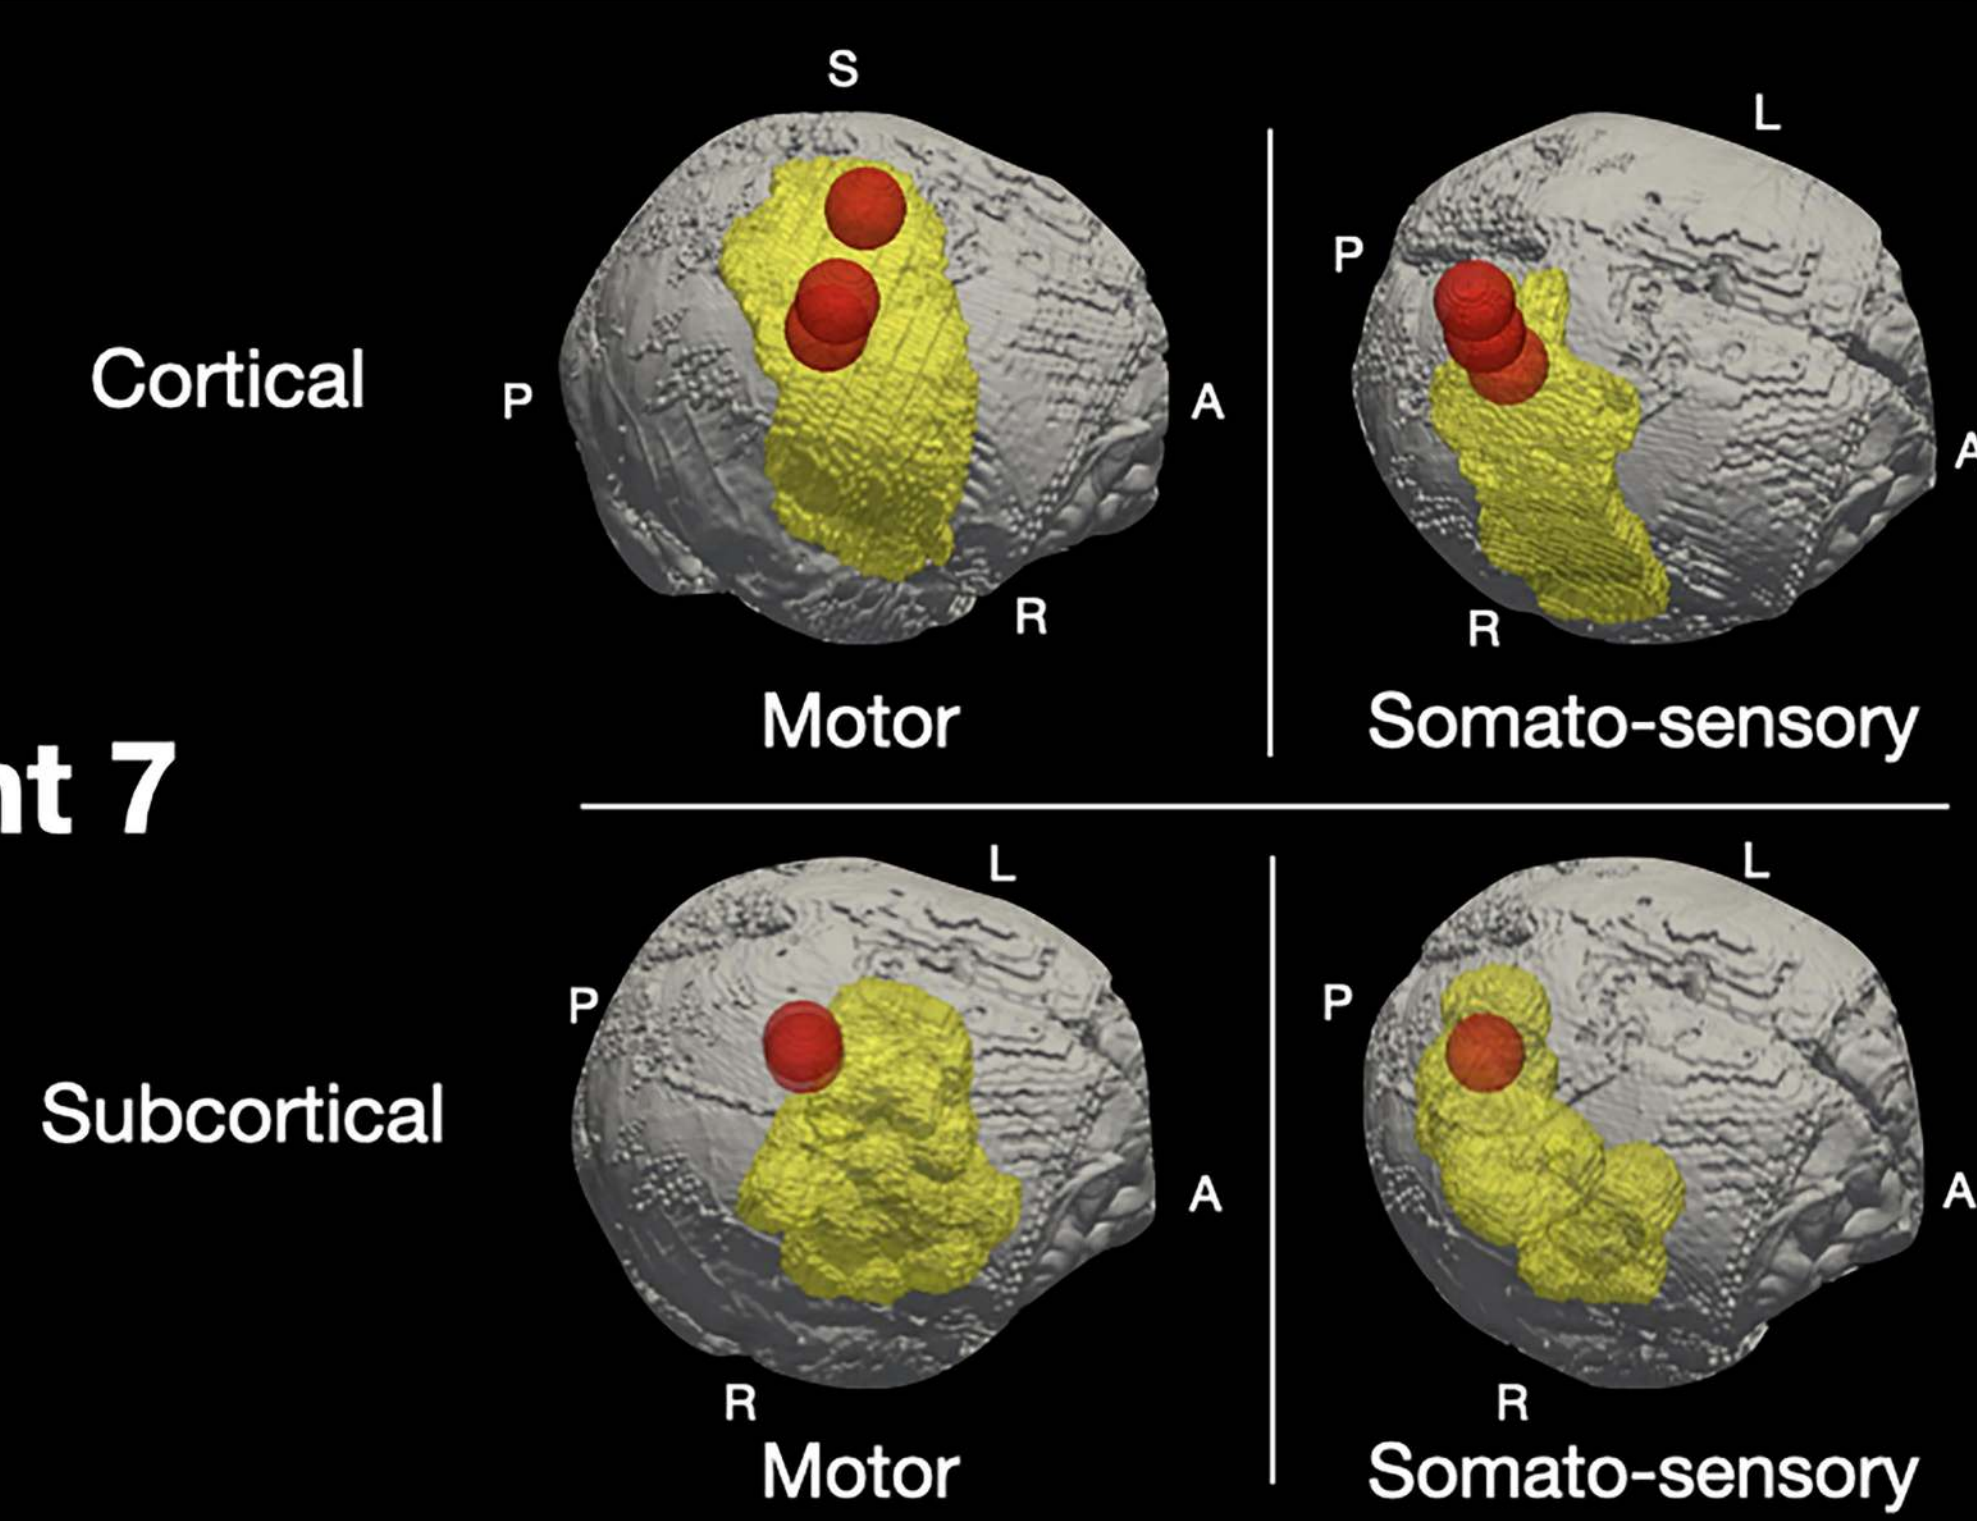 S
L
P
Cortical
P
A
A
R
R
Motor
Somato-sensory
nt 7
L
L
P
P
Subcortical
A
A
R
R
Motor
Somato-sensory